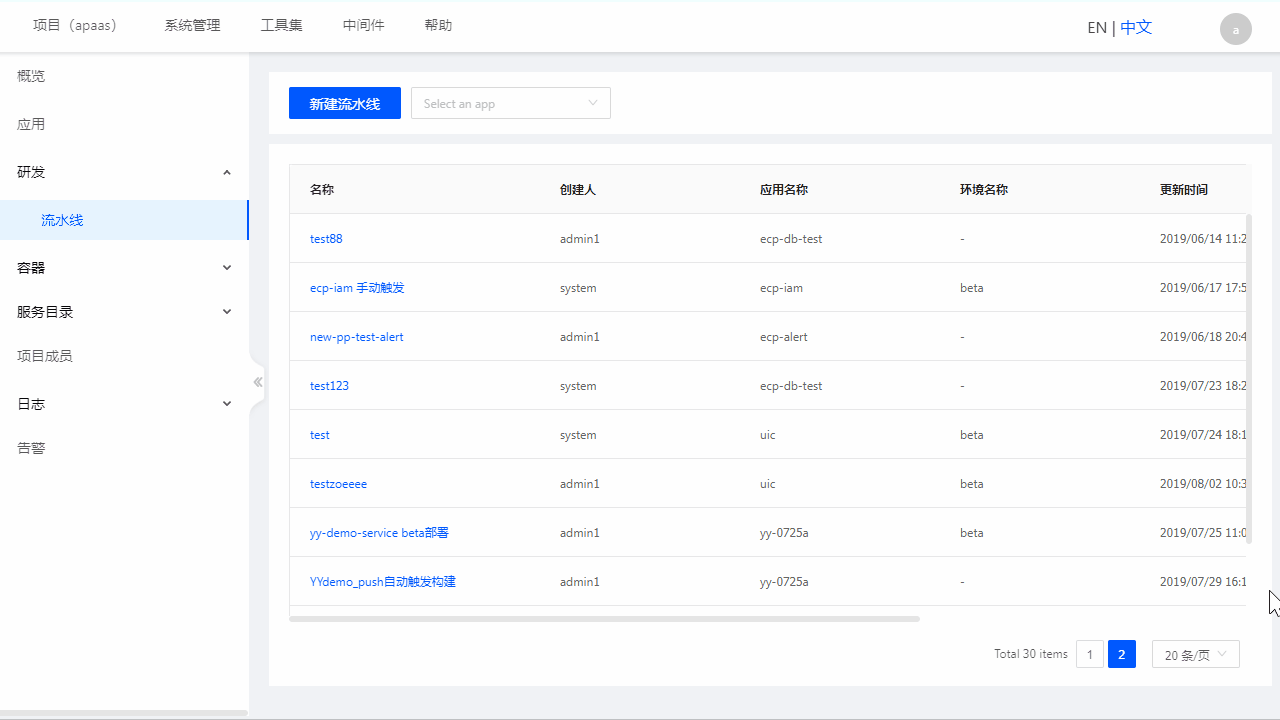 项目（apaas） 系统管理 工具集 中间件 帮助 EN | 中文 a
概览
应用
研发
流水线
容器
服务目录
项目成员
日志
告警
新建流水线 Select an app
名称 创建人 应用名称 环境名称 更新时间
test88 admin1 ecp-db-test - 2019/06/14 11:2
ecp-iam 手动触发 system ecp-iam beta 2019/06/17 17:5
new-pp-test-alert admin1 ecp-alert - 2019/06/18 20:4
test123 system ecp-db-test - 2019/07/23 18:2
test system uic beta 2019/07/24 18:1
testzoeeee admin1 uic beta 2019/08/02 10:3
yy-demo-service beta部署 admin1 yy-0725a beta 2019/07/25 11:0
YYdemo_push自动触发构建 admin1 yy-0725a - 2019/07/29 16:1
Total 30 items 1 2 20 条/页